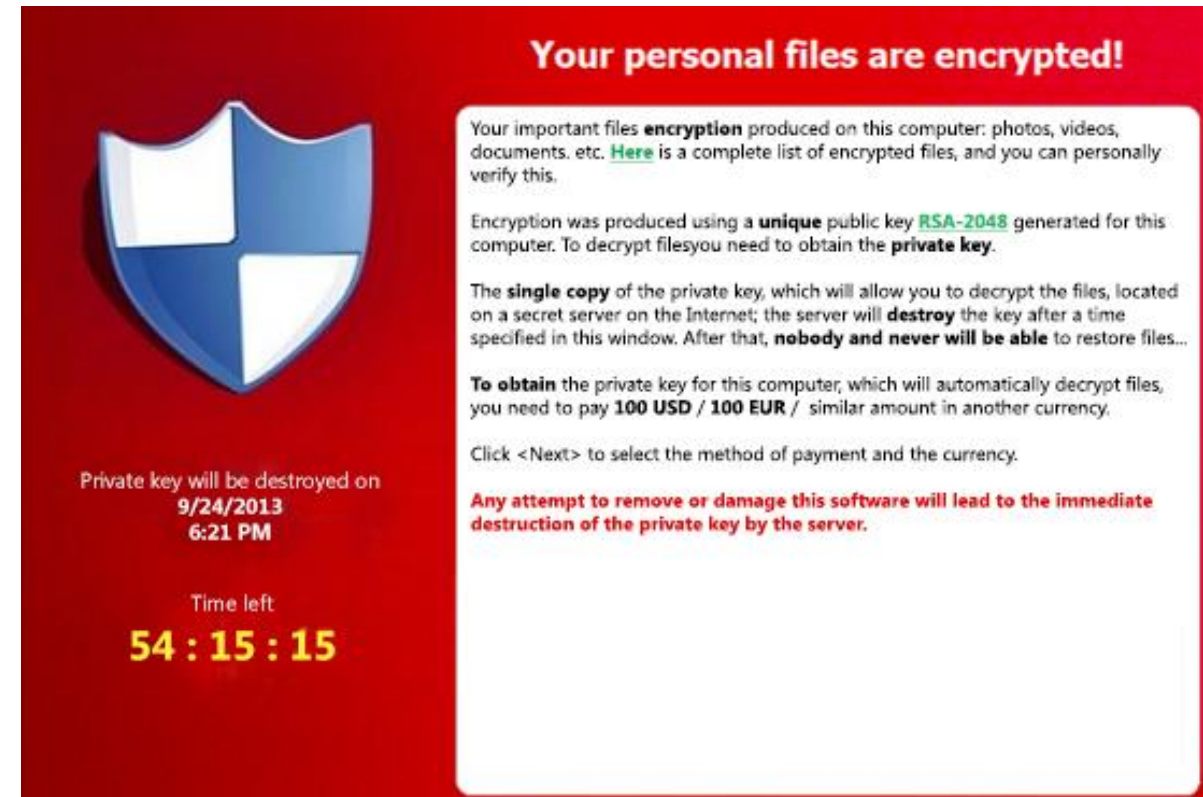 Your personal files are encrypted!
Your important files encryption produced on this computer: photos, videos,
documents. etc. Here is a complete list of encrypted files, and you can personally
verify this.
Encryption was produced using a unique public key RSA-2048 generated for this
computer. To decrypt filesyou need to obtain the private key.
The single copy of the private key, which will allow you to decrypt the files, located
on a secret server on the Internet; the server will destroy the key after a time
specified in this window. After that, nobody and never will be able to restore files...
To obtain the private key for this computer, which will automatically decrypt files,
you need to pay 100 USD / 100 EUR / similar amount in another currency.
Click <Next> to select the method of payment and the currency.
Any attempt to remove or damage this software will lead to the immediate
destruction of the private key by the server.
Private key will be destroyed on
9/24/2013
6:21 PM
Time left
54 : 15 : 15